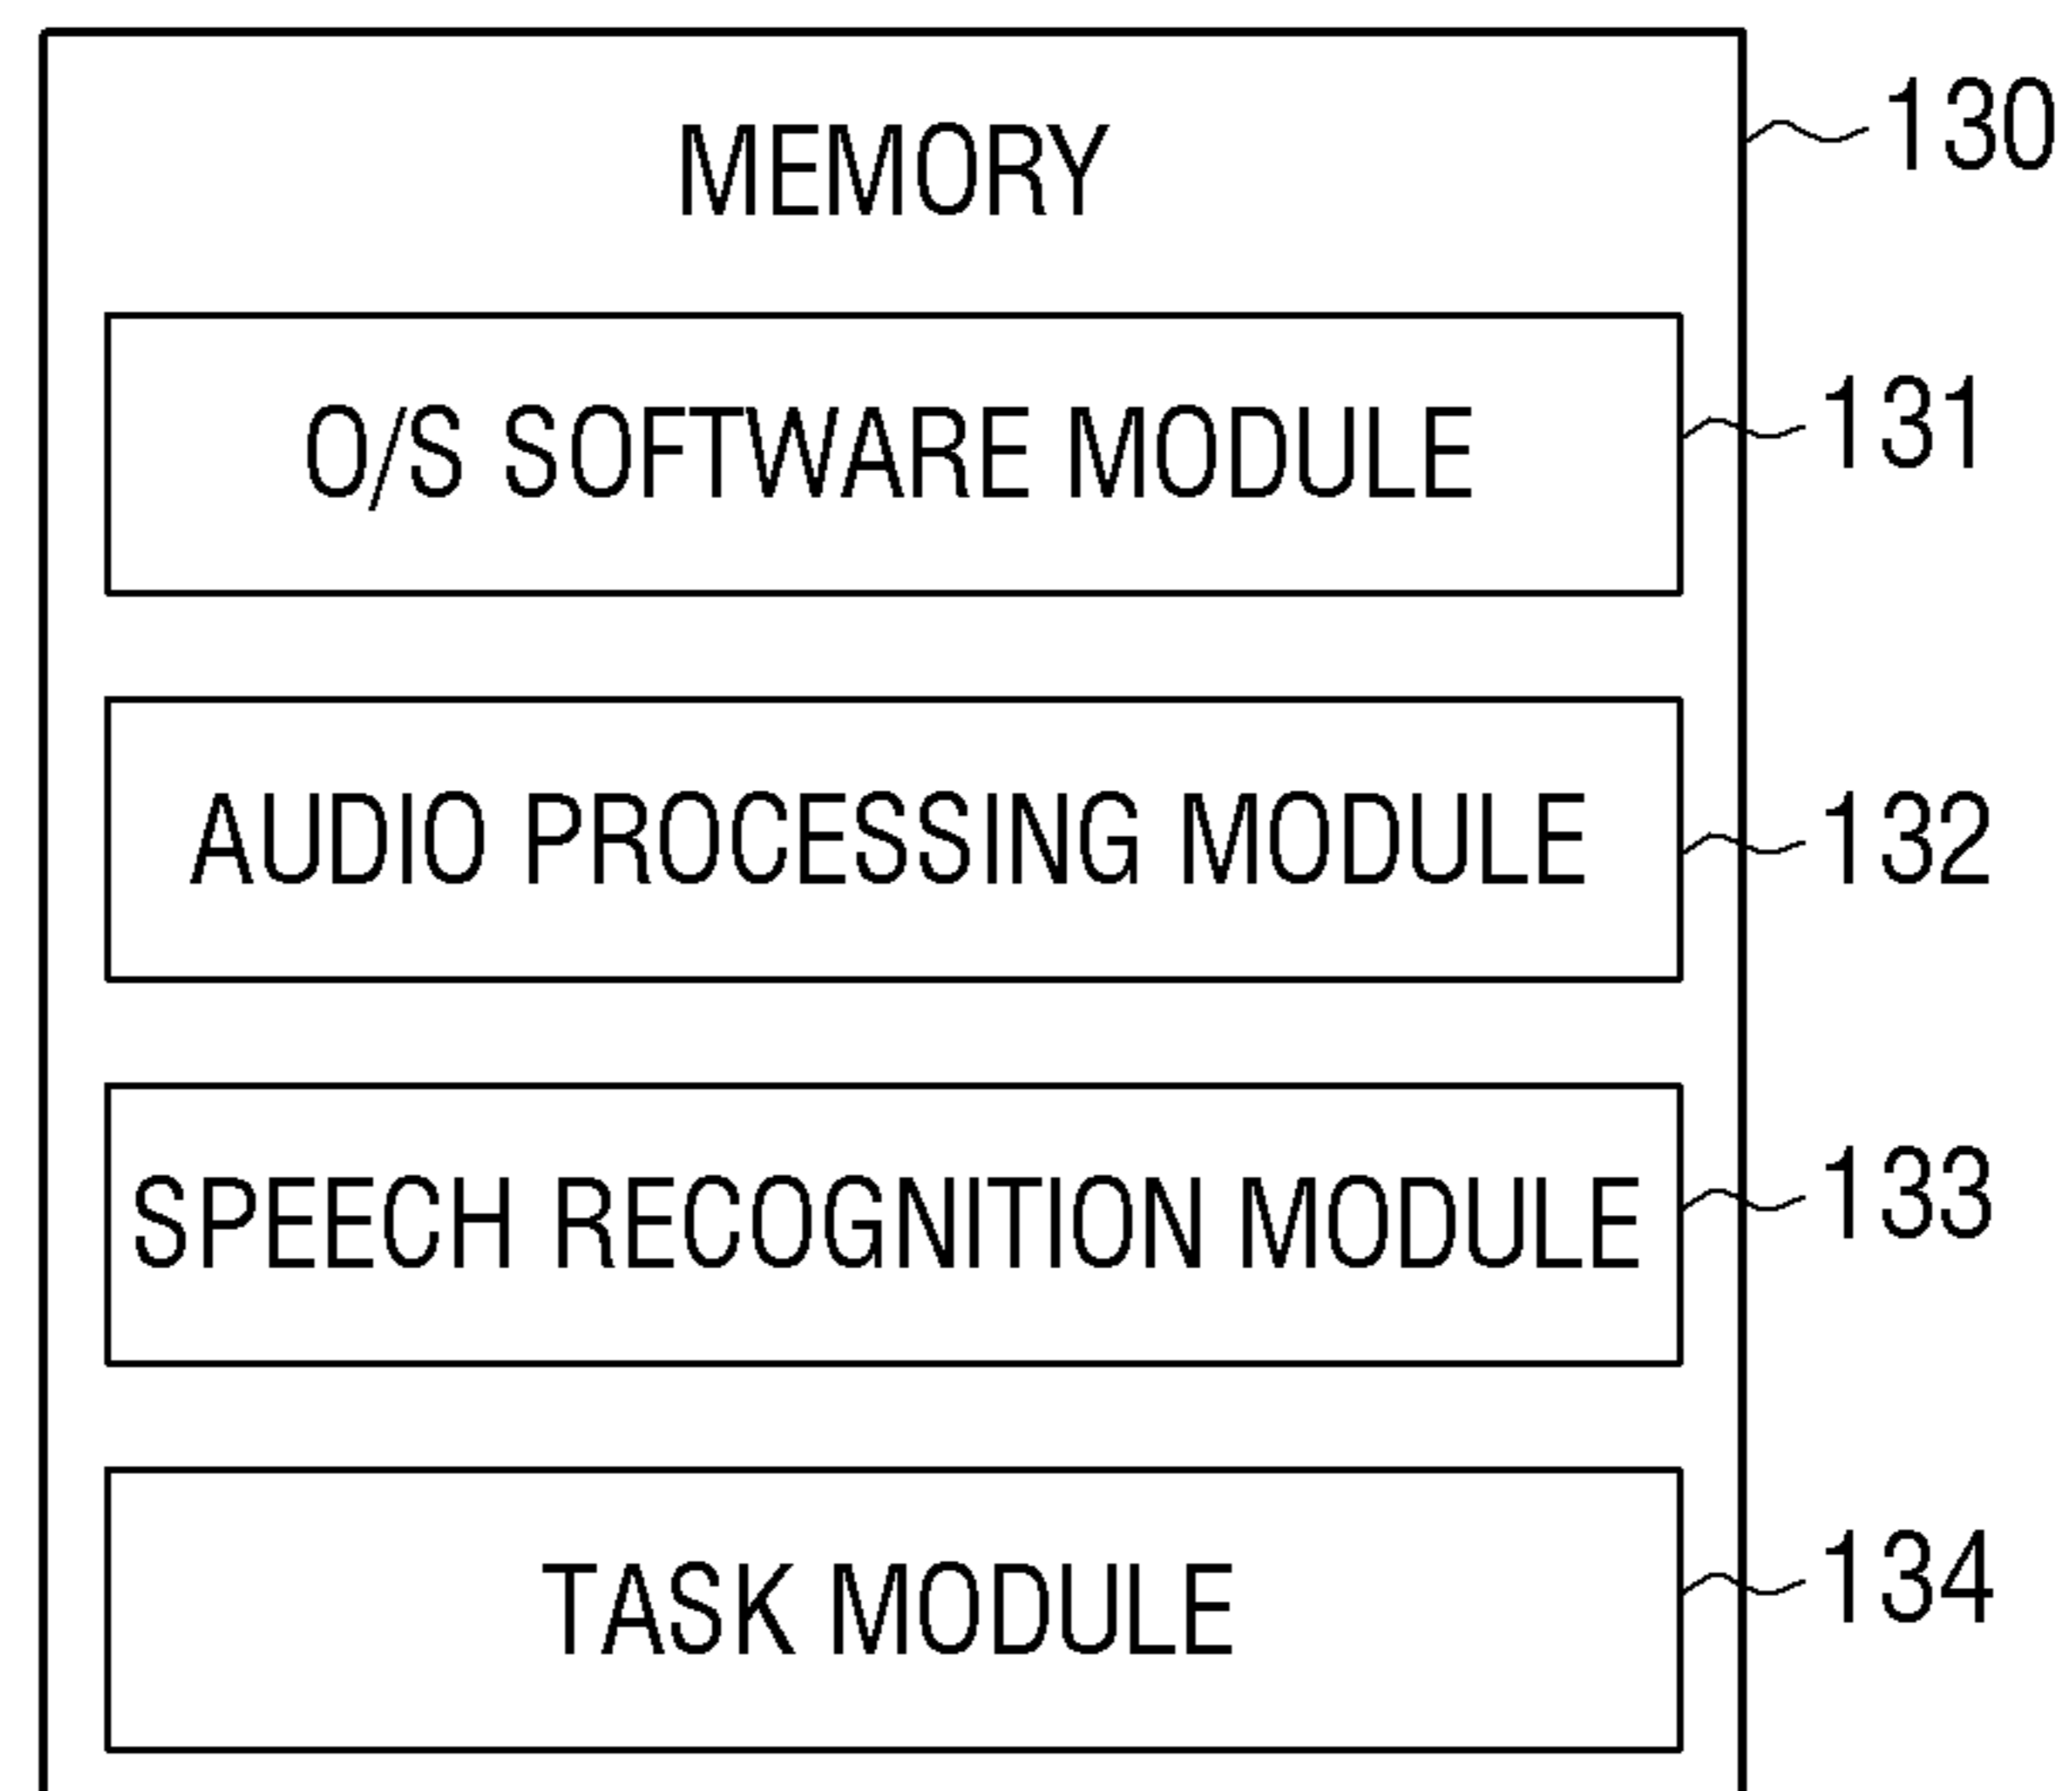 MEMORY 130
O/S SOFTWARE MODULE 131
AUDIO PROCESSING MODULE 132
SPEECH RECOGNITION MODULE 133
TASK MODULE 134